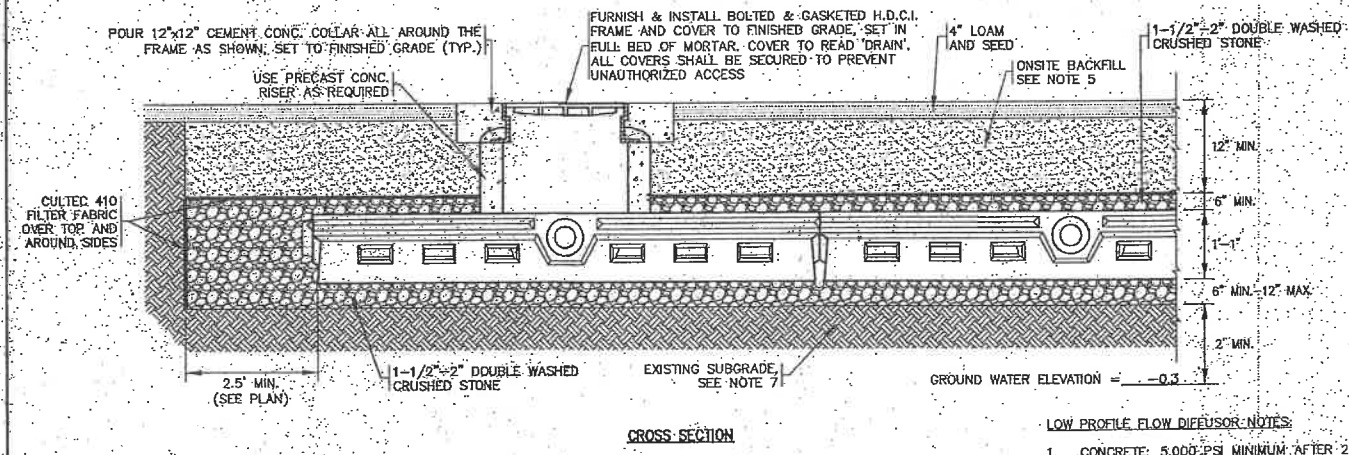 POUR 12"x12" CEMENT CONC. COLLAR ALL AROUND THE
FRAME AS SHOWN, SET TO FINISHED GRADE (TYP.)
USE PRECAST CONC.
RISER AS REQUIRED
FURNISH & INSTALL BOLTED & GASKETED H.D.C.I.
FRAME AND COVER TO FINISHED GRADE, SET IN
FULL BED OF MORTAR. COVER TO READ 'DRAIN'.
ALL COVERS SHALL BE SECURED TO PREVENT
UNAUTHORIZED ACCESS
4" LOAM
AND SEED
ONSITE BACKFILL
SEE NOTE 5
1-1/2"-2" DOUBLE WASHED
CRUSHED STONE
12" MIN.
6" MIN.
1'-1"
6" MIN.-12" MAX
2' MIN.
CULTEC 410
FILTER FABRIC
OVER TOP AND
AROUND SIDES
2.5' MIN.
(SEE PLAN)
1-1/2"-2" DOUBLE WASHED
CRUSHED STONE
EXISTING SUBGRADE,
SEE NOTE 7
GROUND WATER ELEVATION = -0.3
CROSS SECTION
LOW PROFILE FLOW DIFFUSOR NOTES:
1. CONCRETE: 5,000 PSI MINIMUM AFTER 2